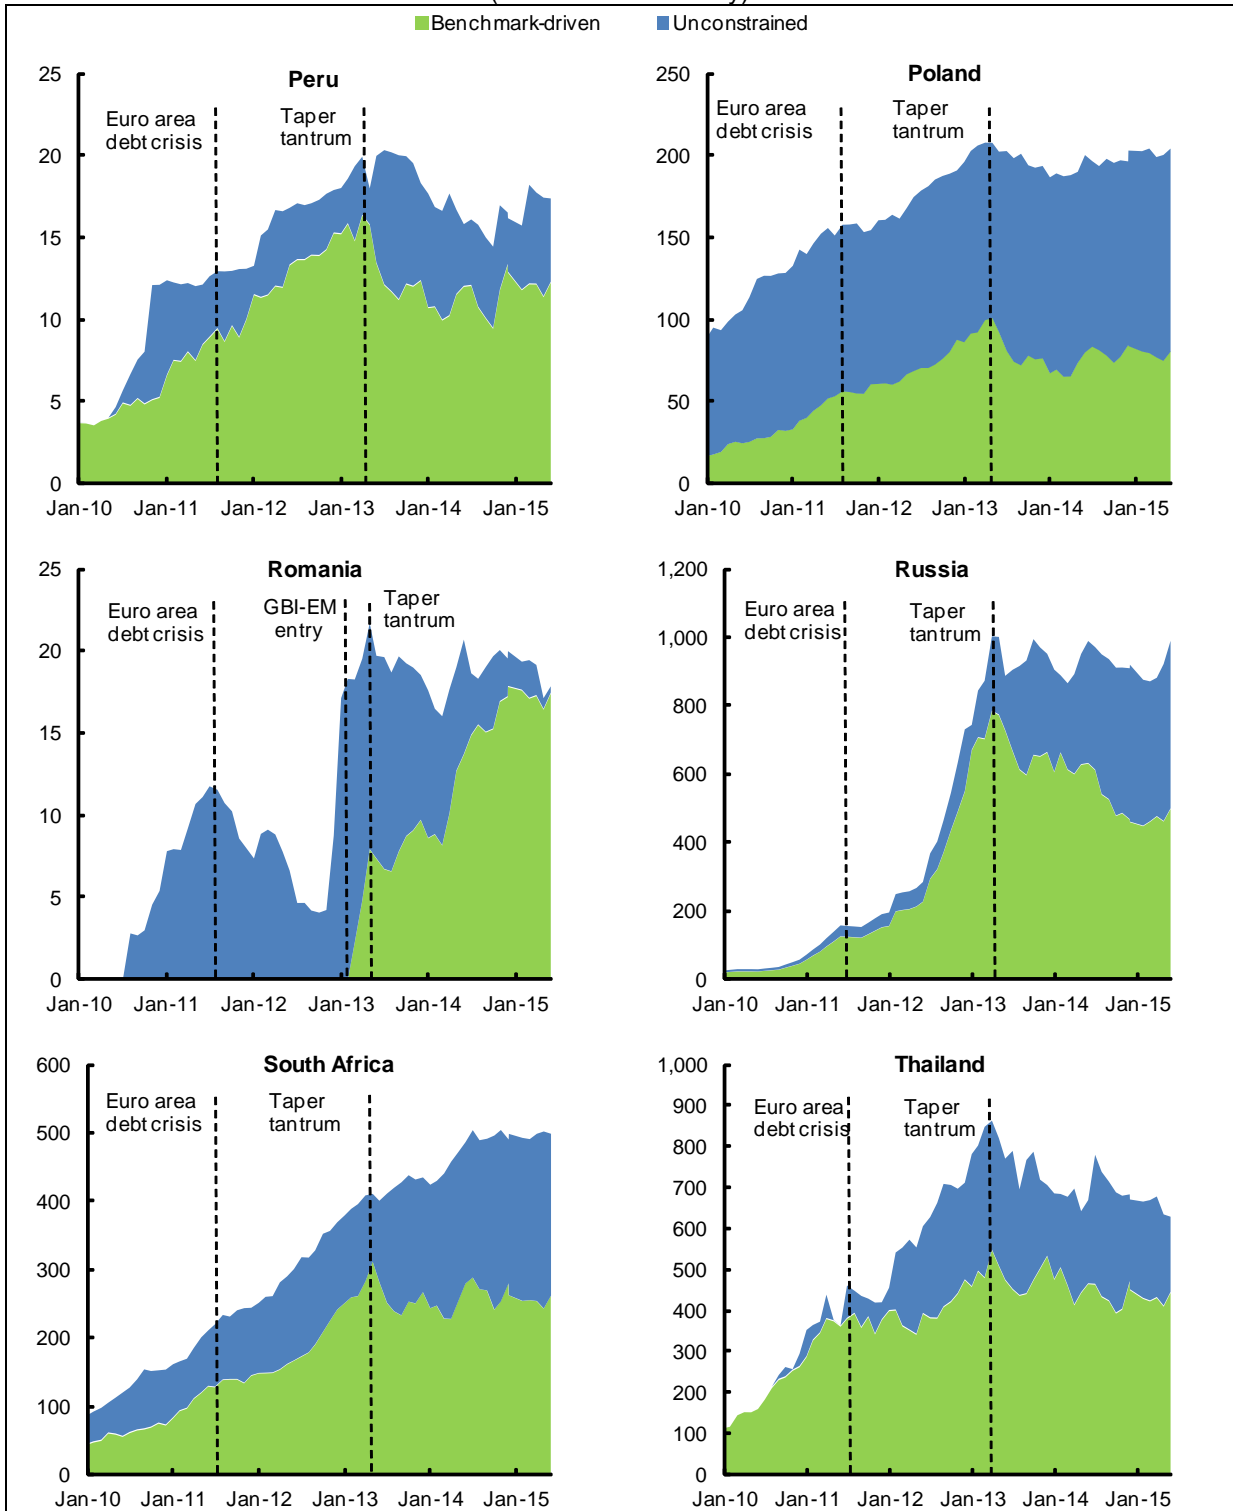 Benchmark-driven Unconstrained
Peru
25
20
15
10
5
0
Euro area
debt crisis
Taper
tantrum
Jan-10 Jan-11 Jan-12 Jan-13 Jan-14 Jan-15
Poland
250
200
150
100
50
0
Euro area
debt crisis
Taper
tantrum
Jan-10 Jan-11 Jan-12 Jan-13 Jan-14 Jan-15
Romania
25
20
15
10
5
0
Euro area
debt crisis
GBI-EM
entry
Taper
tantrum
Jan-10 Jan-11 Jan-12 Jan-13 Jan-14 Jan-15
Russia
1,200
1,000
800
600
400
200
0
Euro area
debt crisis
Taper
tantrum
Jan-10 Jan-11 Jan-12 Jan-13 Jan-14 Jan-15
South Africa
600
500
400
300
200
100
0
Euro area
debt crisis
Taper
tantrum
Jan-10 Jan-11 Jan-12 Jan-13 Jan-14 Jan-15
Thailand
1,000
900
800
700
600
500
400
300
200
100
0
Euro area
debt crisis
Taper
tantrum
Jan-10 Jan-11 Jan-12 Jan-13 Jan-14 Jan-15